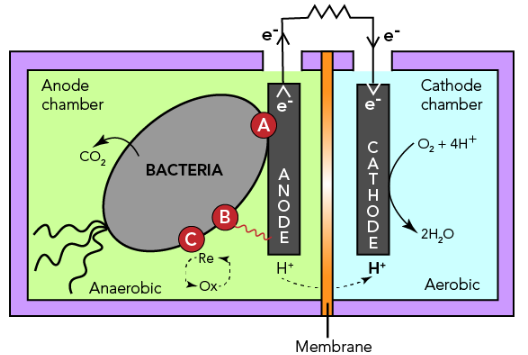 e-
e-
Anode
chamber
Cathode
chamber
e-
e-
A
CO2
BACTERIA
ANODE
CATHODE
O2 + 4H+
B
C
2H2O
Re
Ox
H+
H+
Anaerobic
Aerobic
Membrane